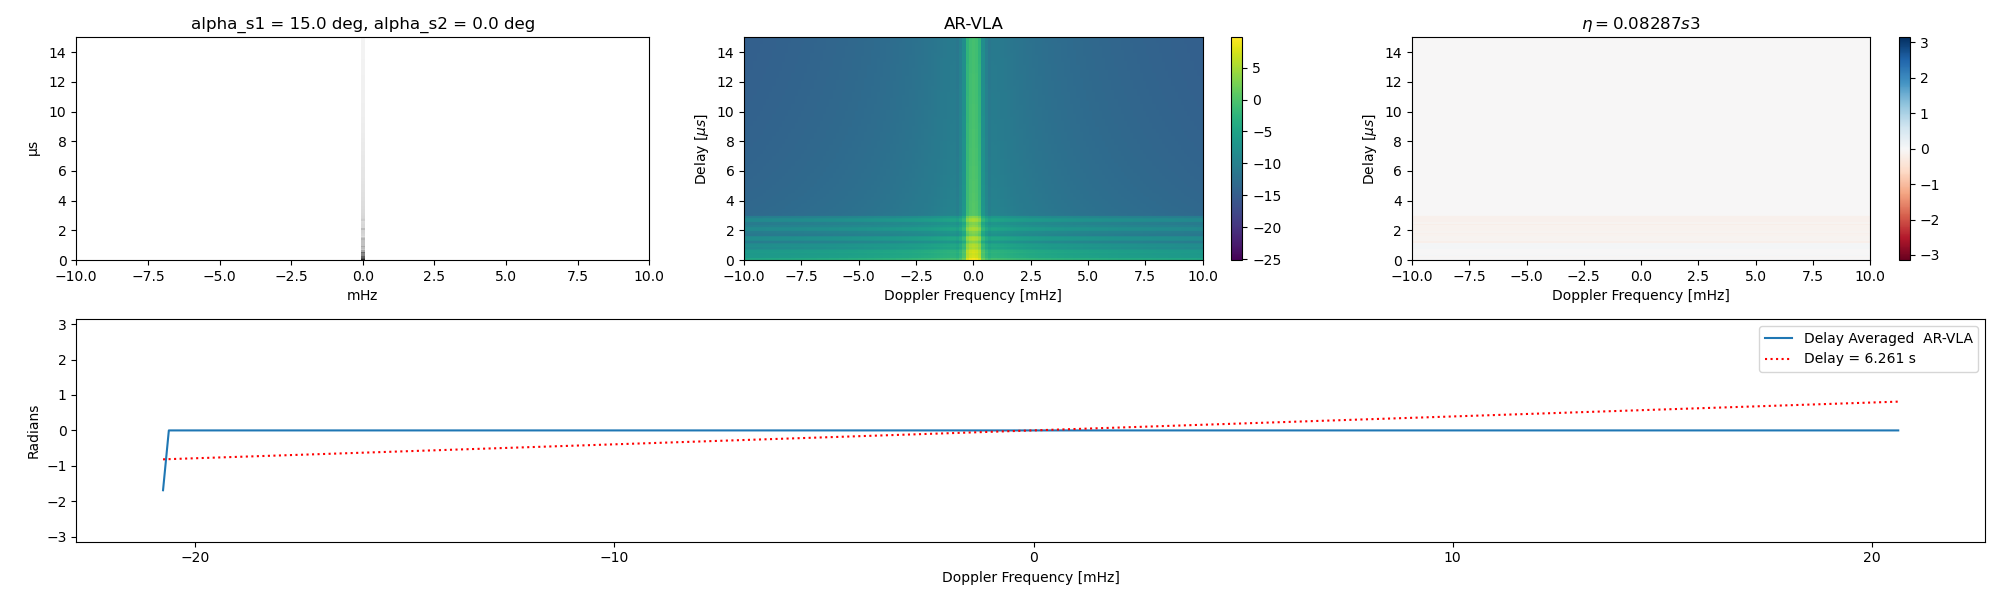 alpha_s1 = 15.0 deg, alpha_s2 = 0.0 deg
14
12
10
8
6
4
2
0
µs
−10.0 −7.5 −5.0 −2.5 0.0 2.5 5.0 7.5 10.0
mHz
AR-VLA
14
12
10
8
6
4
2
0
Delay [µs]
−10.0 −7.5 −5.0 −2.5 0.0 2.5 5.0 7.5 10.0
Doppler Frequency [mHz]
5
0
−5
−10
−15
−20
−25
η = 0.08287s3
14
12
10
8
6
4
2
0
Delay [µs]
−10.0 −7.5 −5.0 −2.5 0.0 2.5 5.0 7.5 10.0
Doppler Frequency [mHz]
3
2
1
0
−1
−2
−3
3
2
1
0
−1
−2
−3
Radians
Delay Averaged  AR-VLA
Delay = 6.261 s
−20 −10 0 10 20
Doppler Frequency [mHz]